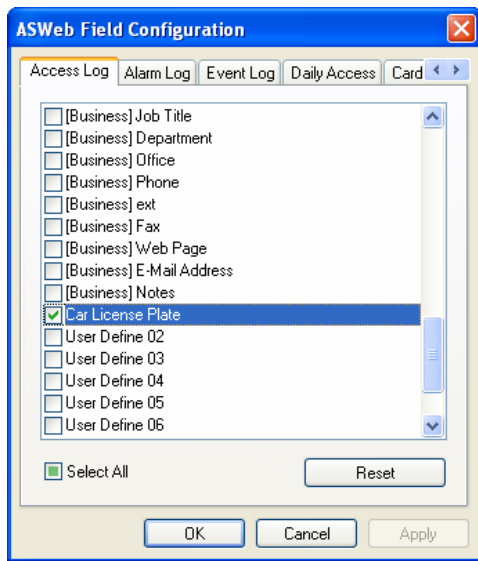 ASWeb Field Configuration
Access Log Alarm Log Event Log Daily Access Card
[Business] Job Title
[Business] Department
[Business] Office
[Business] Phone
[Business] ext
[Business] Fax
[Business] Web Page
[Business] E-Mail Address
[Business] Notes
Car License Plate
User Define 02
User Define 03
User Define 04
User Define 05
User Define 06
Select All Reset
OK Cancel Apply